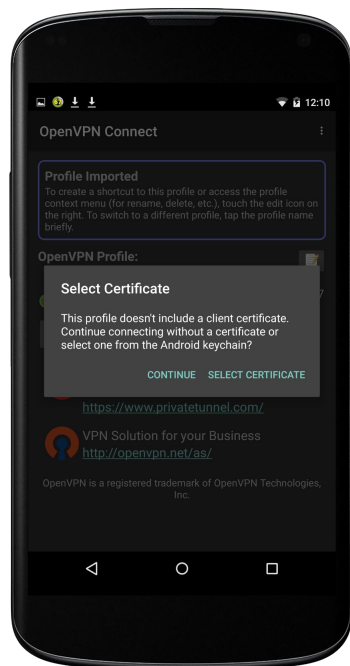 12:10
OpenVPN Connect
Profile Imported
To create a shortcut to this profile or access the profile
context menu (for rename, delete, etc.), touch the edit icon on
the right. To switch to a different profile, tap the profile name
briefly.
OpenVPN Profile:
Select Certificate
This profile doesn't include a client certificate.
Continue connecting without a certificate or
select one from the Android keychain?
CONTINUE SELECT CERTIFICATE
https://www.privatetunnel.com/
VPN Solution for your Business
http://openvpn.net/as/
OpenVPN is a registered trademark of OpenVPN Technologies,
Inc.